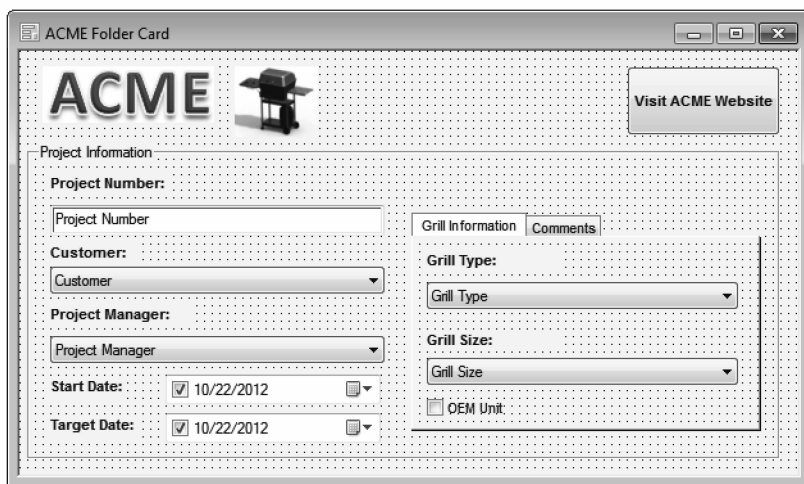 ACME Folder Card
ACME
Visit ACME Website
Project Information
Project Number:
Project Number
Customer:
Customer
Project Manager:
Project Manager
Start Date: 10/22/2012
Target Date: 10/22/2012
Grill Information Comments
Grill Type:
Grill Type
Grill Size:
Grill Size
OEM Unit